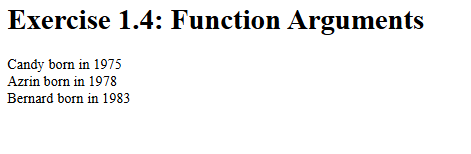 Exercise 1.4: Function Arguments
Candy born in 1975
Azrin born in 1978
Bernard born in 1983